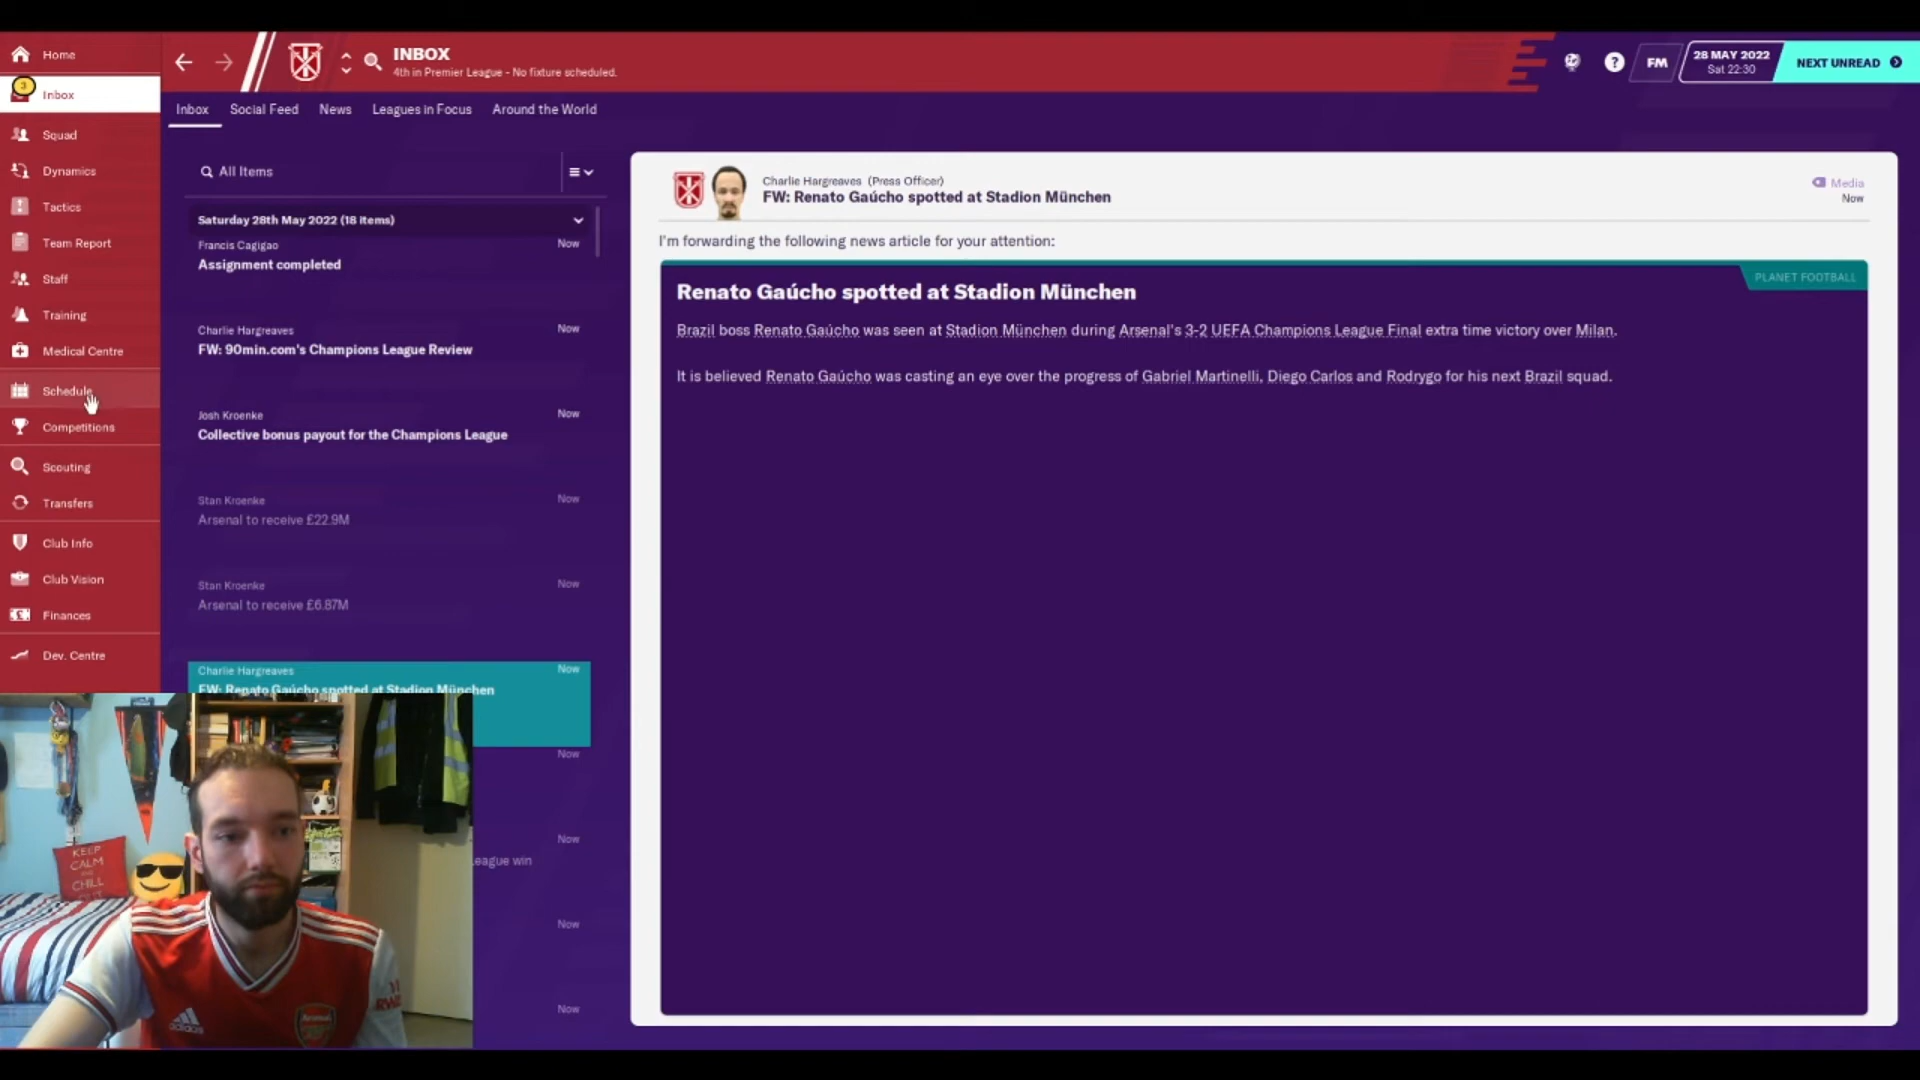 Home
3
Inbox
Squad
Dynamics
Tactics
Team Report
Staff
Training
Medical Centre
Schedule
Competitions
Scouting
Transfers
Club Info
Club Vision
Finances
Dev. Centre
INBOX
4th in Premier League - No fixture scheduled.
?
FM
28 MAY 2022
Sat 22:30
NEXT UNREAD
Inbox
Social Feed
News
Leagues in Focus
Around the World
All Items
Saturday 28th May 2022 (18 Items)
Francis Cagigao
Now
Assignment completed
Charlie Hargreaves
Now
FW: 90min.com's Champions League Review
Josh Kroenke
Now
Collective bonus payout for the Champions League
Stan Kroenke
Now
Arsenal to receive £22.9M
Stan Kroenke
Now
Arsenal to receive £6.87M
Charlie Hargreaves
Now
FW: Renato Gaúcho spotted at Stadion München
Now
Now
League win
Now
Now
Charlie Hargreaves (Press Officer)
FW: Renato Gaúcho spotted at Stadion München
Media
Now
I'm forwarding the following news article for your attention:
PLANET FOOTBALL
Renato Gaúcho spotted at Stadion München
Brazil boss Renato Gaúcho was seen at Stadion München during Arsenal's 3-2 UEFA Champions League Final extra time victory over Milan.
It is believed Renato Gaúcho was casting an eye over the progress of Gabriel Martinelli, Diego Carlos and Rodrygo for his next Brazil squad.
KEEP
CALM
AND
CHILL
adidas
Arsenal